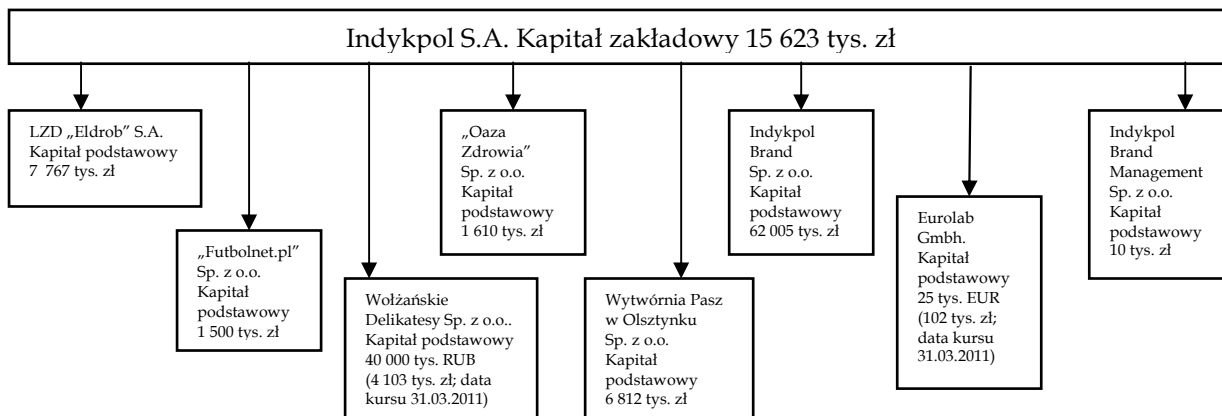 Indykpol S.A. Kapitał zakładowy 15 623 tys. zł
LZD „Eldrob” S.A.
Kapitał podstawowy
7 767 tys. zł
„Futbolnet.pl”
Sp. z o.o.
Kapitał
podstawowy
1 500 tys. zł
Wołżańskie
Delikatesy Sp. z o.o..
Kapitał podstawowy
40 000 tys. RUB
(4 103 tys. zł; data
kursu 31.03.2011)
„Oaza
Zdrowia”
Sp. z o.o.
Kapitał
podstawowy
1 610 tys. zł
Wytwórnia Pasz
w Olsztynku
Sp. z o.o.
Kapitał
podstawowy
6 812 tys. zł
Indykpol
Brand
Sp. z o.o.
Kapitał
podstawowy
62 005 tys. zł
Eurolab
Gmbh.
Kapitał
podstawowy
25 tys. EUR
(102 tys. zł;
data kursu
31.03.2011)
Indykpol
Brand
Management
Sp. z o.o.
Kapitał
podstawowy
10 tys. zł